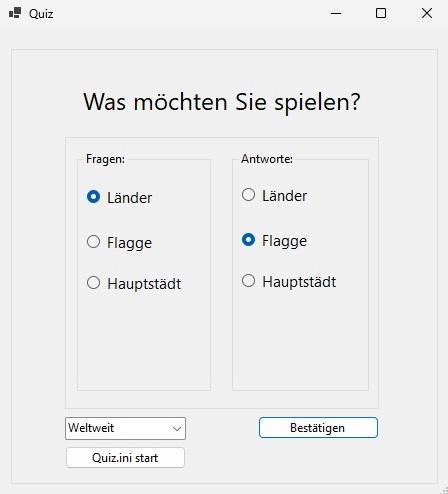 Quiz
Was möchten Sie spielen?
Fragen:
Länder
Flagge
Hauptstädt
Antworte:
Länder
Flagge
Hauptstädt
Weltweit
Bestätigen
Quiz.ini start